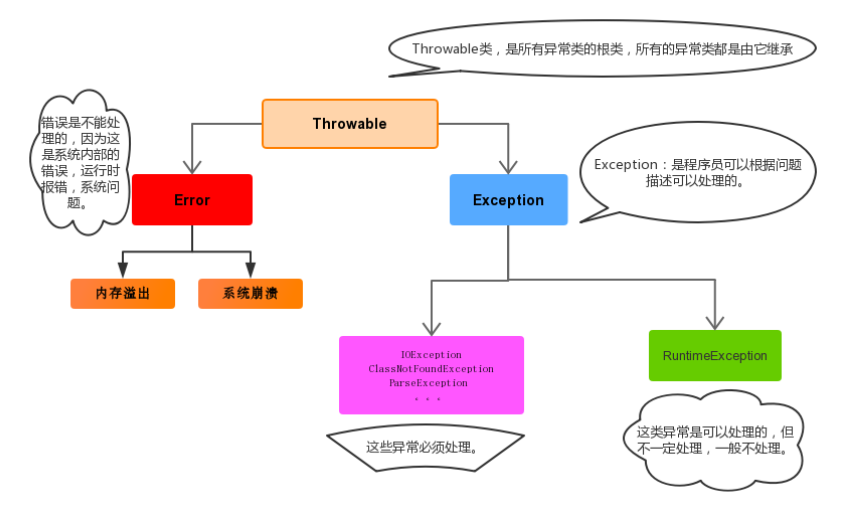 Throwable类，是所有异常类的根类，所有的异常类都是由它继承
错误是不能处
理的，因为这
是系统内部的
错误，运行时
报错，系统问
题。
Throwable
Exception：是程序员可以根据问题
描述可以处理的。
Error
Exception
内存溢出
系统崩溃
IOException
ClassNotFoundException
ParseException
。。。
RuntimeException
这些异常必须处理。
这类异常是可以处理的，但
不一定处理，一般不处理。